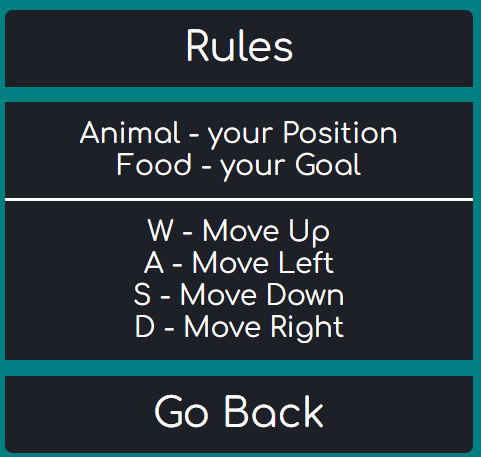 Rules
Animal - your Position
Food - your Goal
W - Move Up
A - Move Left
S - Move Down
D - Move Right
Go Back